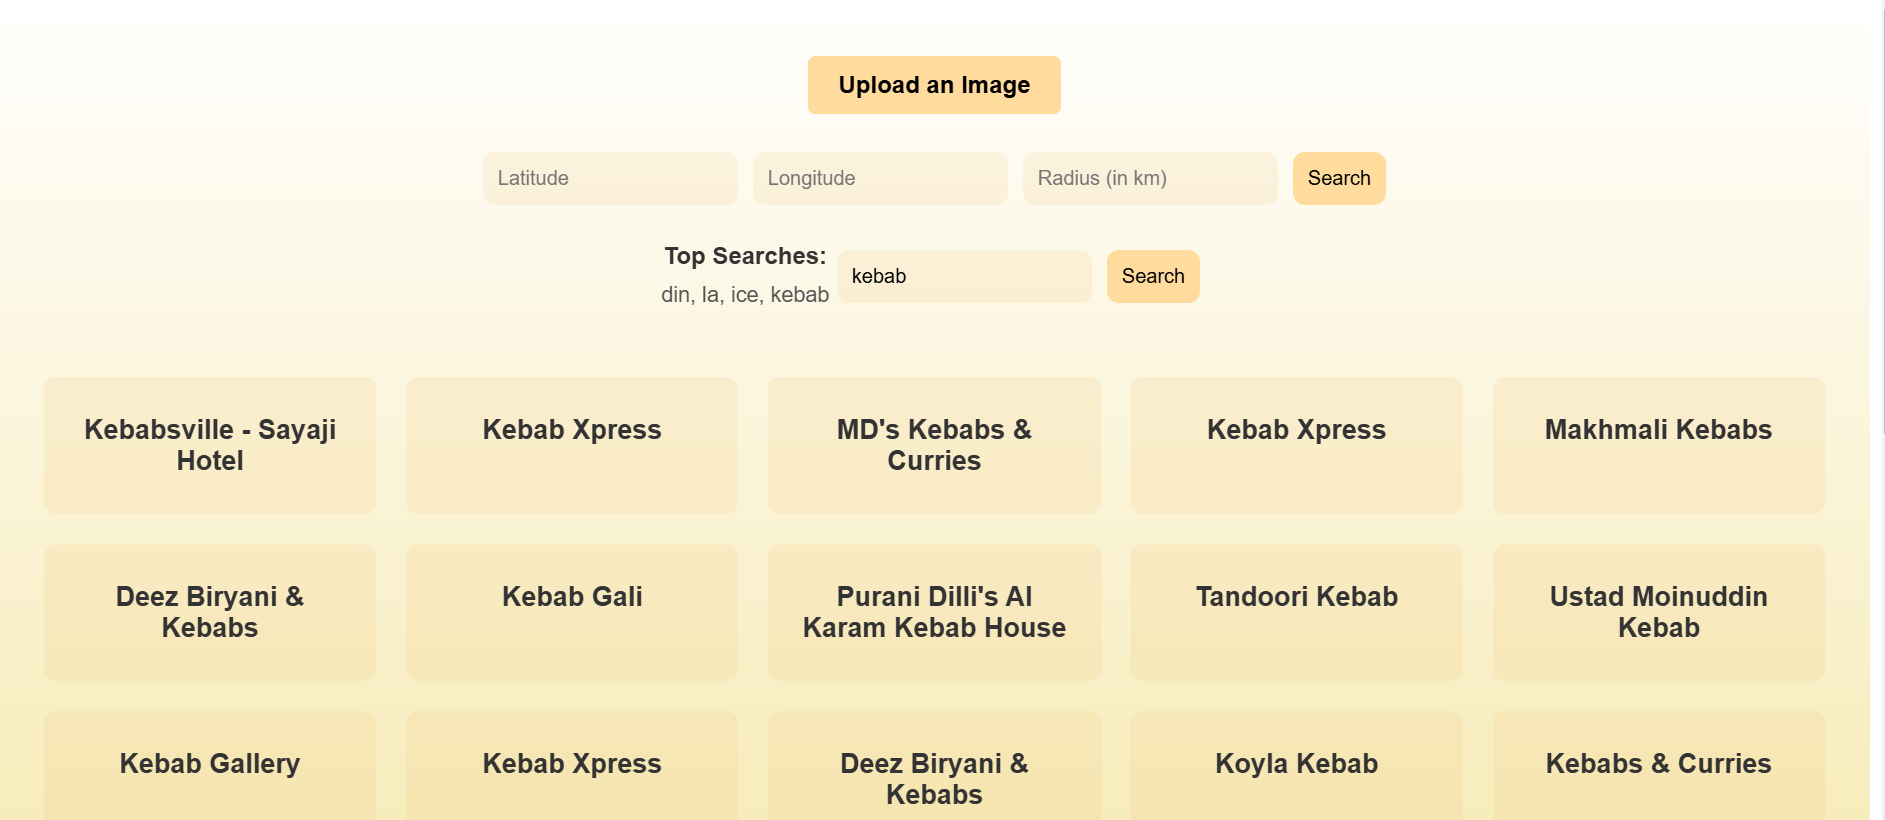 Upload an Image
Latitude
Longitude
Radius (in km)
Search
Top Searches:
din, la, ice, kebab
kebab
Search
Kebabsville - Sayaji
Hotel
Kebab Xpress
MD's Kebabs &
Curries
Kebab Xpress
Makhmali Kebabs
Deez Biryani &
Kebabs
Kebab Gali
Purani Dilli's Al
Karam Kebab House
Tandoori Kebab
Ustad Moinuddin
Kebab
Kebab Gallery
Kebab Xpress
Deez Biryani &
Kebabs
Koyla Kebab
Kebabs & Curries